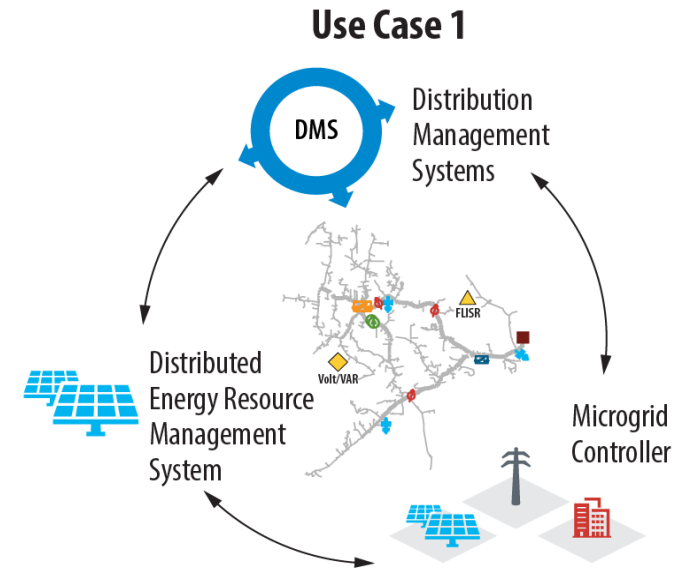 Use Case 1
DMS
Distribution
Management
Systems
FLISR
Volt/VAR
Distributed
Energy Resource
Management
System
Microgrid
Controller